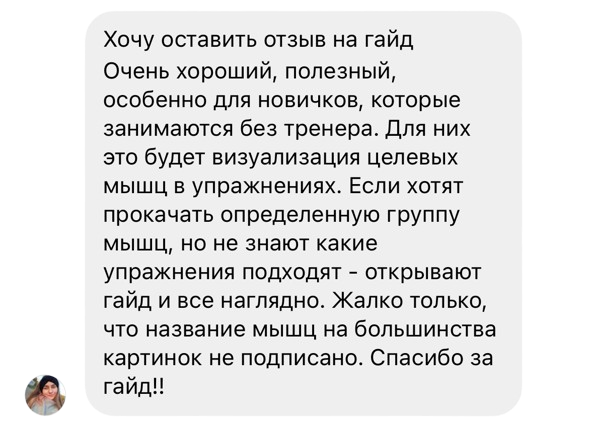 Хочу оставить отзыв на гайд
Очень хороший, полезный,
особенно для новичков, которые
занимаются без тренера. Для них
это будет визуализация целевых
мышц в упражнениях. Если хотят
прокачать определенную группу
мышц, но не знают какие
упражнения подходят - открывают
гайд и все наглядно. Жалко только,
что название мышц на большинства
картинок не подписано. Спасибо за
гайд!!